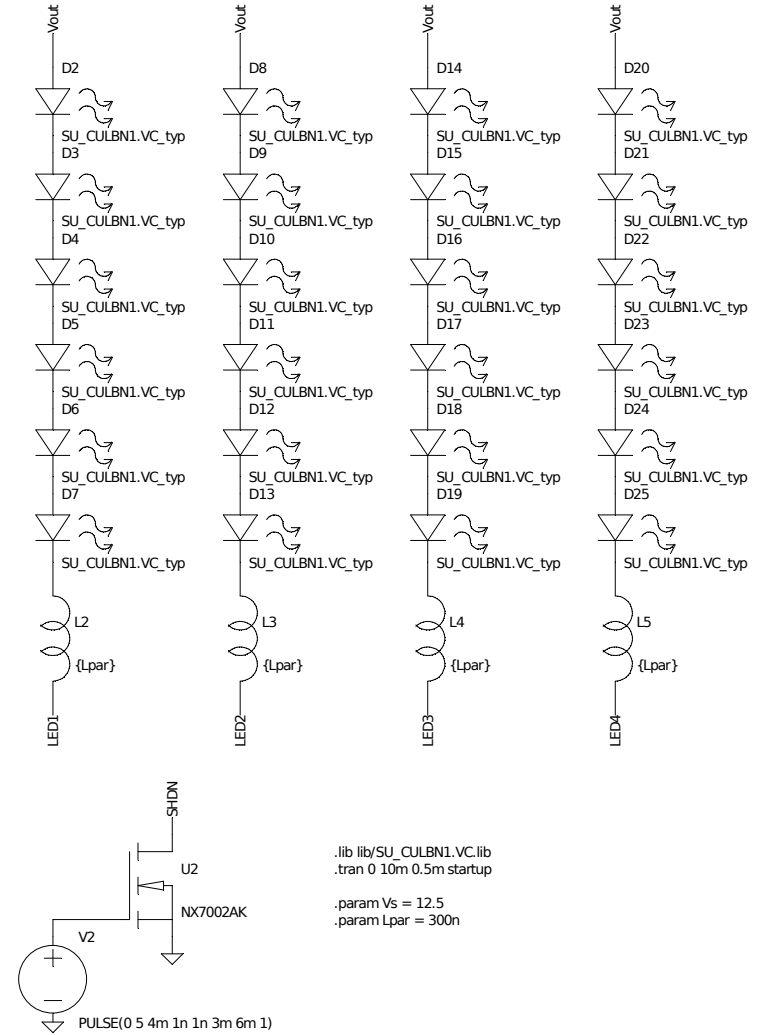 Vout Vout Vout Vout
D2 D8 D14 D20
SU_CULBN1.VC_typ SU_CULBN1.VC_typ SU_CULBN1.VC_typ SU_CULBN1.VC_typ
D3 D9 D15 D21
SU_CULBN1.VC_typ SU_CULBN1.VC_typ SU_CULBN1.VC_typ SU_CULBN1.VC_typ
D4 D10 D16 D22
SU_CULBN1.VC_typ SU_CULBN1.VC_typ SU_CULBN1.VC_typ SU_CULBN1.VC_typ
D5 D11 D17 D23
SU_CULBN1.VC_typ SU_CULBN1.VC_typ SU_CULBN1.VC_typ SU_CULBN1.VC_typ
D6 D12 D18 D24
SU_CULBN1.VC_typ SU_CULBN1.VC_typ SU_CULBN1.VC_typ SU_CULBN1.VC_typ
D7 D13 D19 D25
SU_CULBN1.VC_typ SU_CULBN1.VC_typ SU_CULBN1.VC_typ SU_CULBN1.VC_typ
L2 L3 L4 L5
{Lpar} {Lpar} {Lpar} {Lpar}
LED1 LED2 LED3 LED4
SHDN
U2
NX7002AK
V2
PULSE(0 5 4m 1n 1n 3m 6m 1)
.lib lib/SU_CULBN1.VC.lib
.tran 0 10m 0.5m startup
.param Vs = 12.5
.param Lpar = 300n